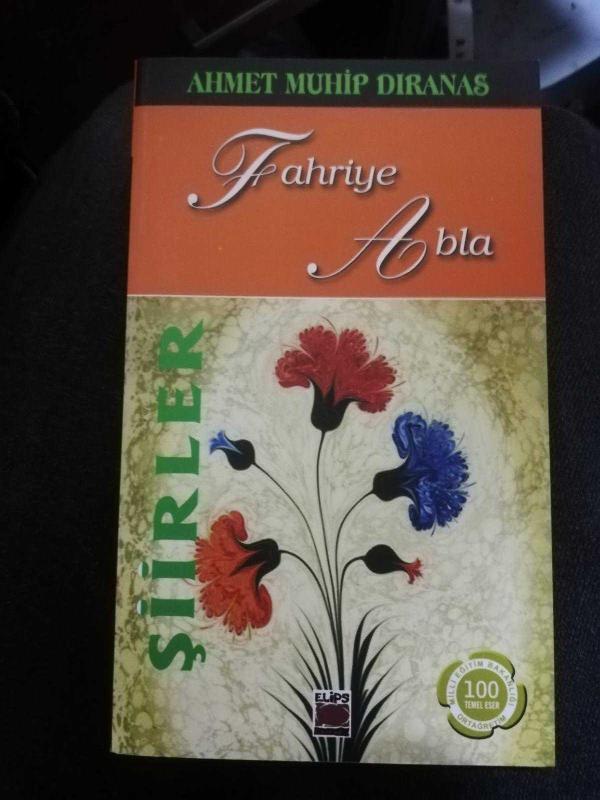 AHMET MUHİP DIRANAS
Fahriye
Abla
ŞİİRLER
ELİPS
MİLLİ EĞİTİM BAKANLIĞI
100
TEMEL ESER
ORTAÖĞRETİM